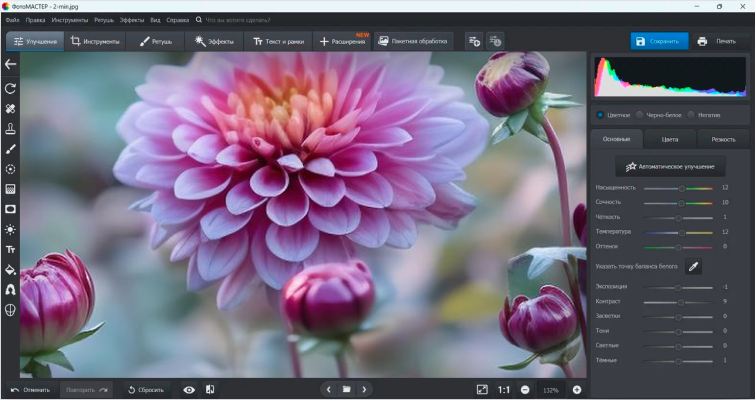 ФотоМАСТЕР - 2-min.jpg
Файл Правка Инструменты Ретушь Эффекты Вид Справка Что вы хотите сделать?
Улучшения Инструменты Ретушь Эффекты Текст и рамки Расширения NEW Пакетная обработка Сохранить Печать
Цветное Черно-белое Негатив
Основные Цвета Резкость
Автоматическое улучшение
Насыщенность 12
Сочность 10
Чёткость 1
Температура 12
Оттенок 0
Указать точку баланса белого
Экспозиция -1
Контраст 9
Засветки 0
Тени 0
Светлые 0
Тёмные 1
Отменить Повторить Сбросить 1:1 132%